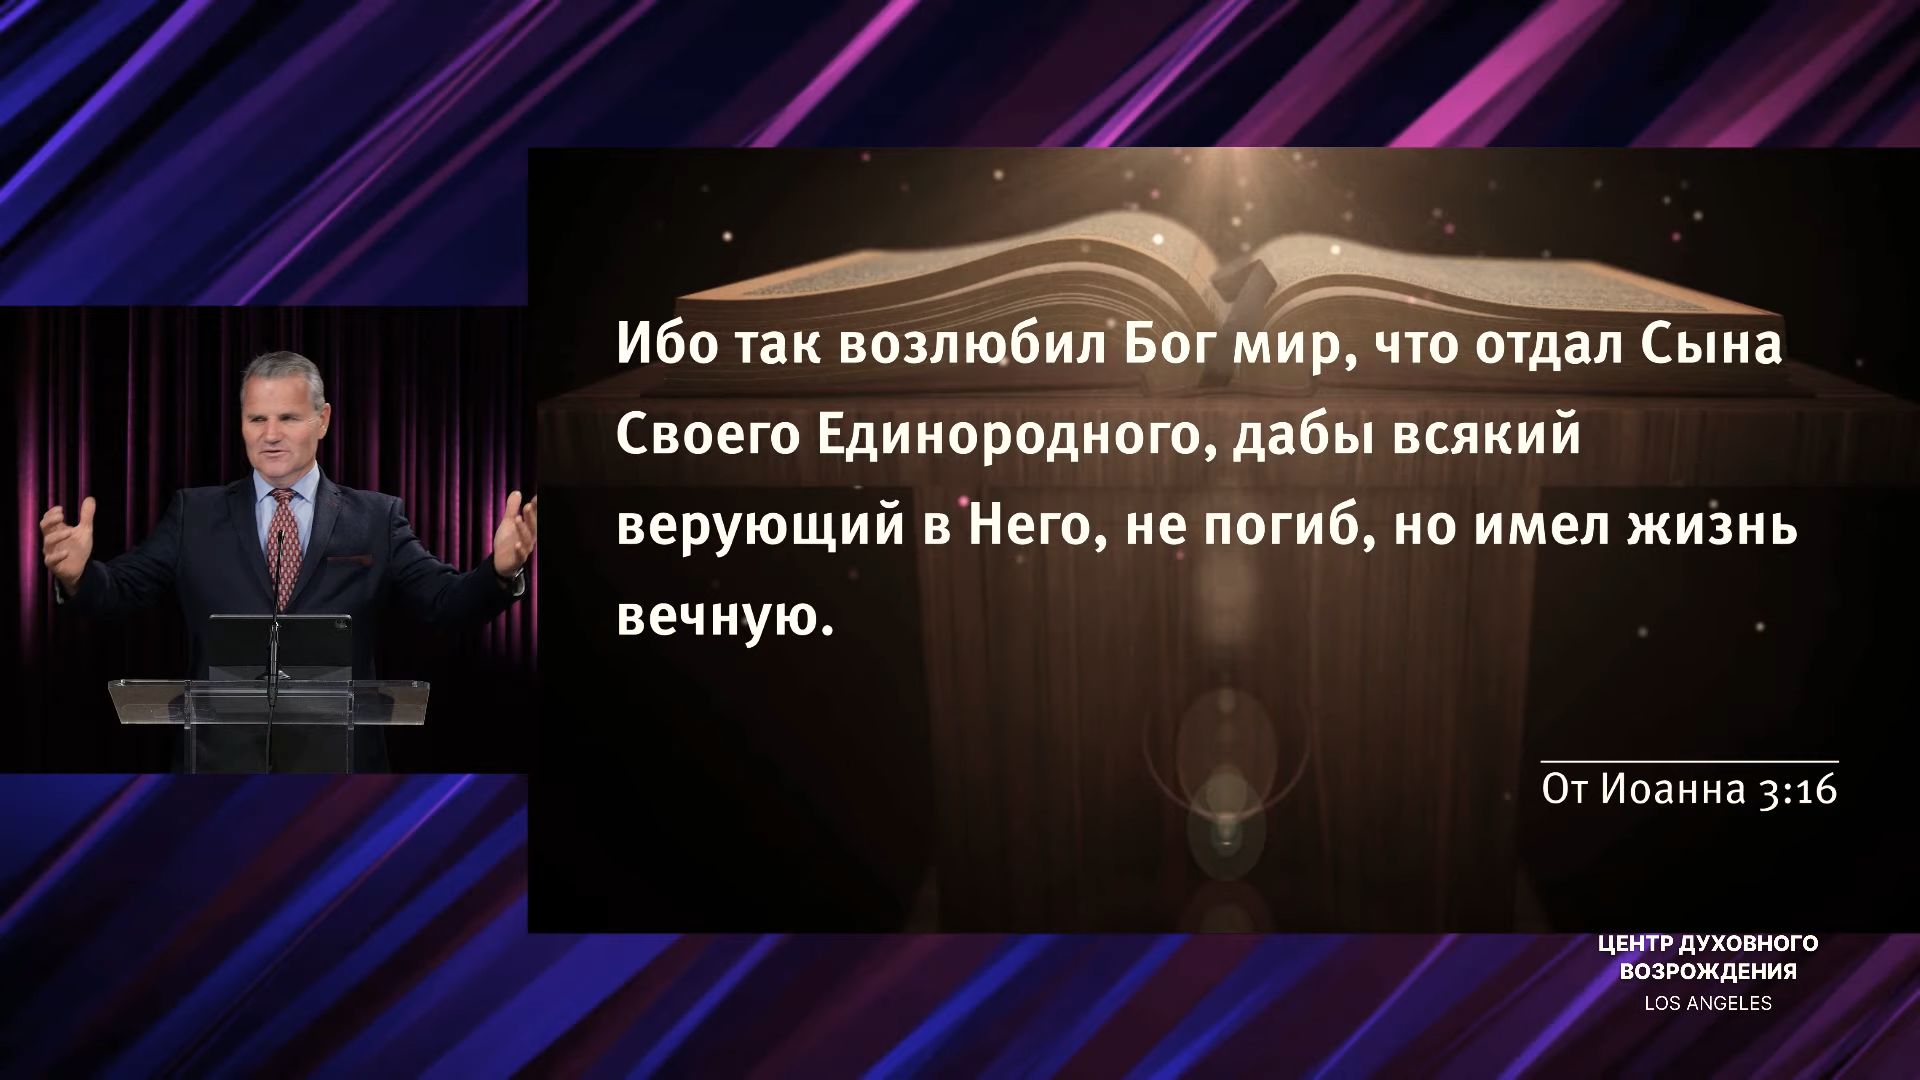 Ибо так возлюбил Бог мир, что отдал Сына
Своего Единородного, дабы всякий
верующий в Него, не погиб, но имел жизнь
вечную.
От Иоанна 3:16
ЦЕНТР ДУХОВНОГО
ВОЗРОЖДЕНИЯ
LOS ANGELES